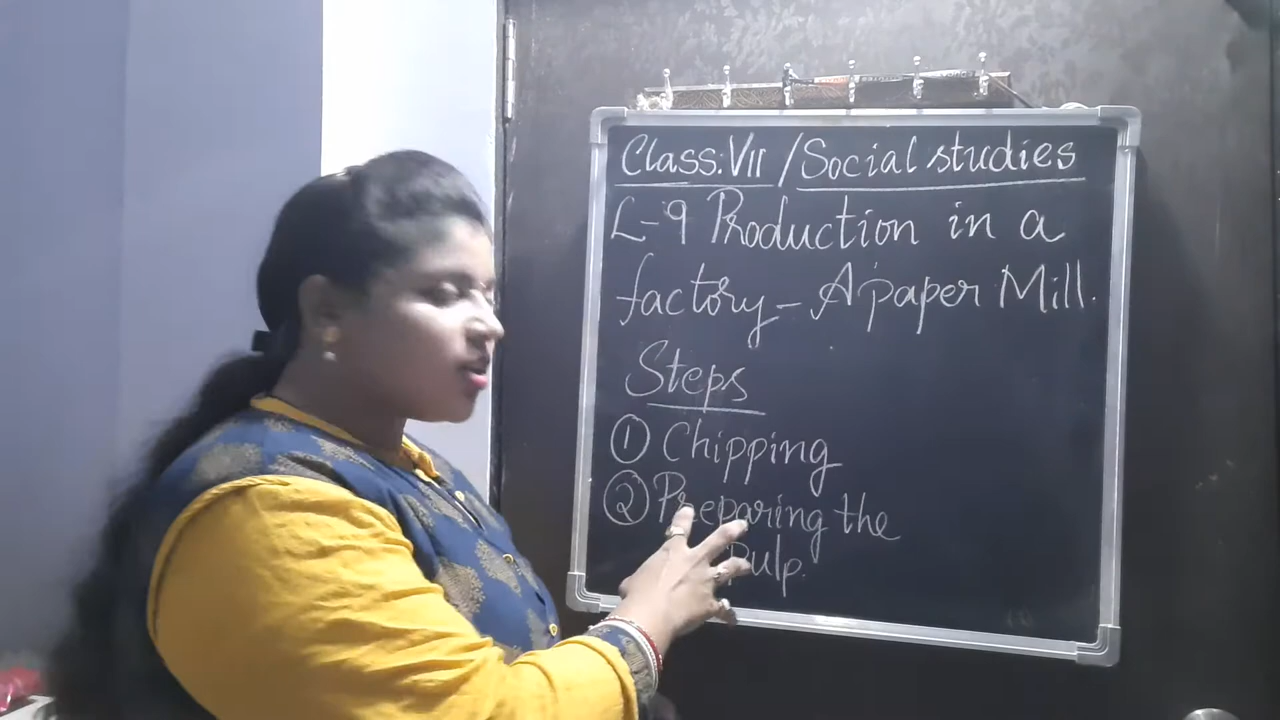 Class: VII / Social studies
L-9 Production in a
factory - A paper Mill.
Steps
① Chipping
② Preparing the
Pulp.